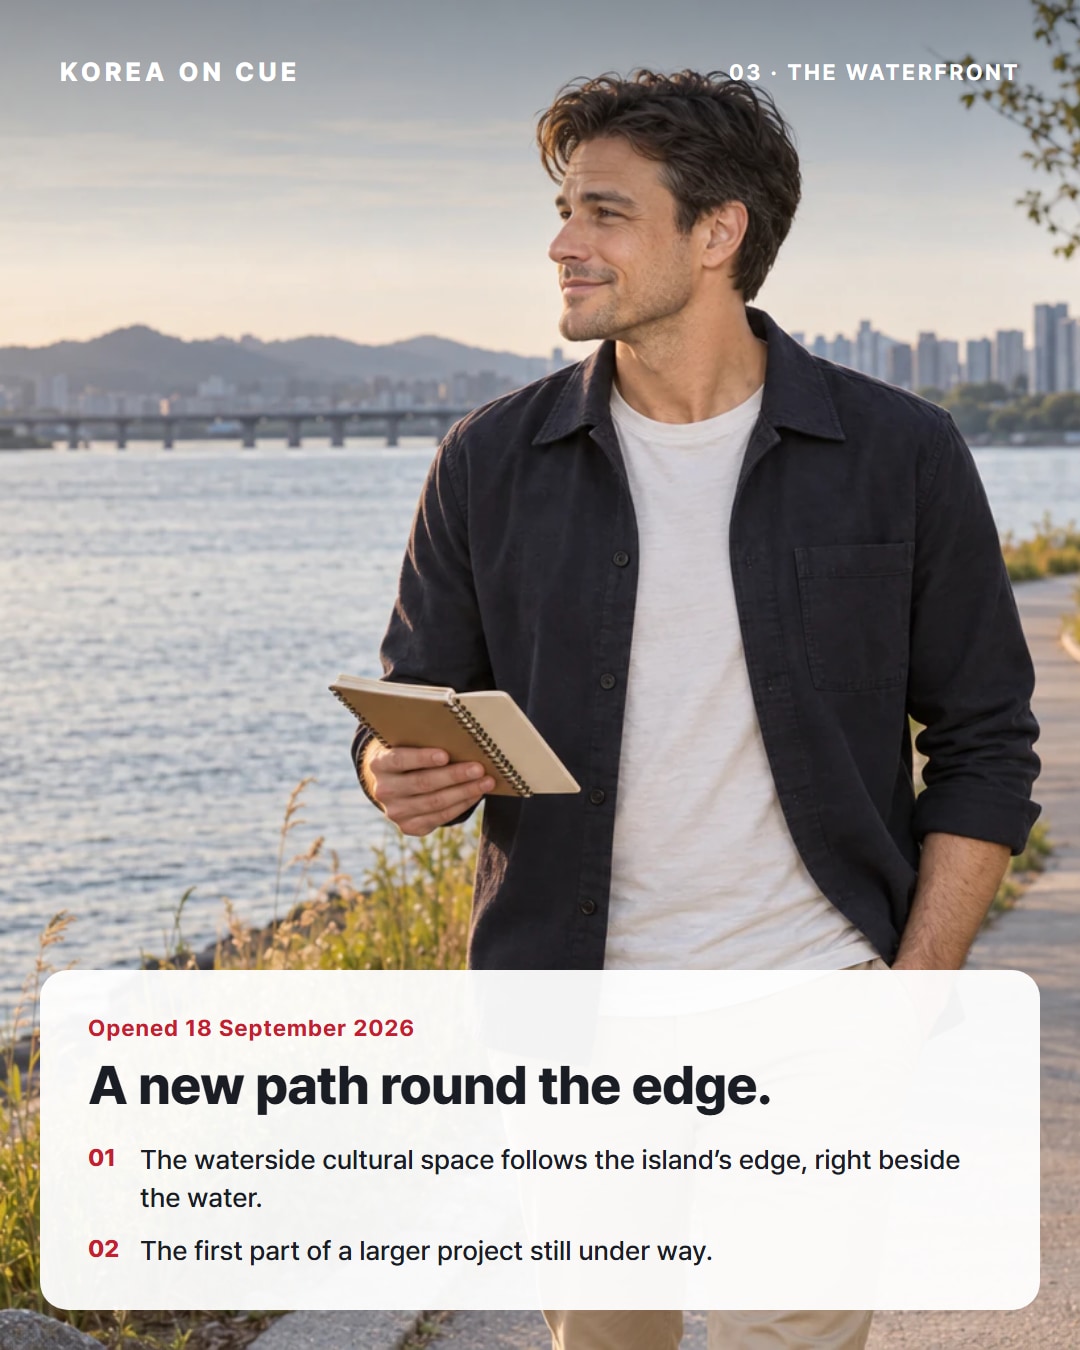 KOREA ON CUE
03 · THE WATERFRONT
Opened 18 September 2026
A new path round the edge.
01 The waterside cultural space follows the island’s edge, right beside
the water.
02 The first part of a larger project still under way.